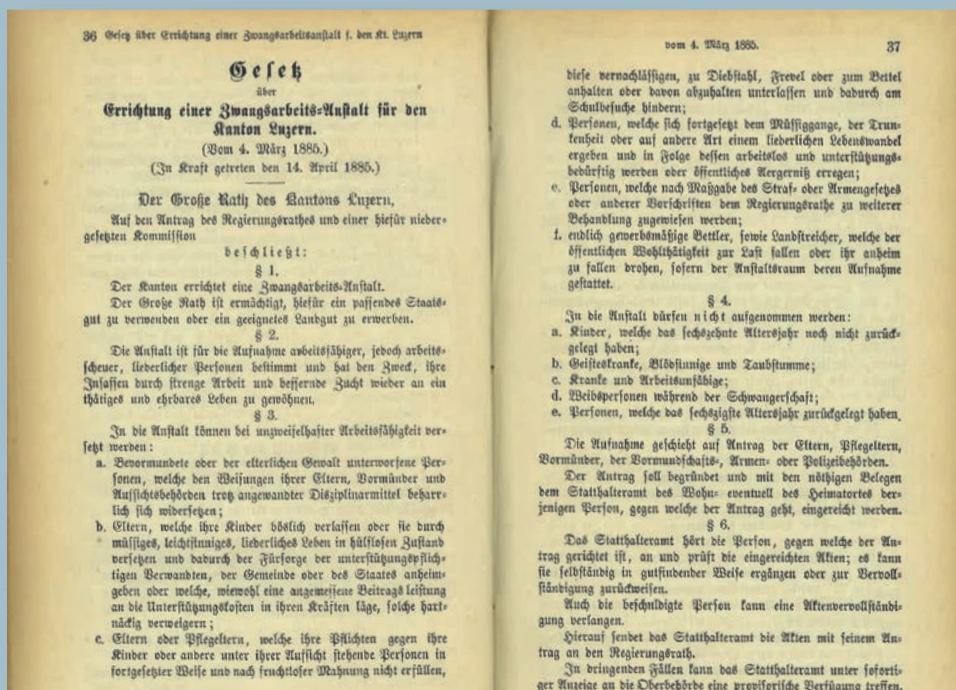 36 Gesetz über Errichtung einer Zwangsarbeitsanstalt f. den Kt. Luzern
Gesetz
über
Errichtung einer Zwangsarbeits-Anstalt für den
Kanton Luzern.
(Vom 4. März 1885.)
(In Kraft getreten den 14. April 1885.)
Der Große Rath des Kantons Luzern,
Auf den Antrag des Regierungsrathes und einer hiefür nieder-
gesetzten Kommission
beschließt:
§ 1.
Der Kanton errichtet eine Zwangsarbeits-Anstalt.
Der Große Rath ist ermächtigt, hiefür ein passendes Staats-
gut zu verwenden oder ein geeignetes Landgut zu erwerben.
§ 2.
Die Anstalt ist für die Aufnahme arbeitsfähiger, jedoch arbeits-
scheuer, liederlicher Personen bestimmt und hat den Zweck, ihre
Insassen durch strenge Arbeit und bessernde Zucht wieder an ein
thätiges und ehrbares Leben zu gewöhnen.
§ 3.
In die Anstalt können bei unzweifelhafter Arbeitsfähigkeit ver-
setzt werden:
a. Bevormundete oder der elterlichen Gewalt unterworfene Per-
sonen, welche den Weisungen ihrer Eltern, Vormünder und
Aufsichtsbehörden trotz angewandter Disziplinarmittel beharr-
lich sich widersetzen;
b. Eltern, welche ihre Kinder böslich verlassen oder sie durch
müssiges, leichtsinniges, liederliches Leben in hülflosen Zustand
versetzen und dadurch der Fürsorge der unterstützungspflich-
tigen Verwandten, der Gemeinde oder des Staates anheim-
geben oder welche, wiewohl eine angemessene Beitragsleistung
an die Unterstützungskosten in ihren Kräften läge, solche hart-
näckig verweigern;
c. Eltern oder Pflegeltern, welche ihre Pflichten gegen ihre
Kinder oder andere unter ihrer Aufsicht stehende Personen in
fortgesetzter Weise und nach fruchtloser Mahnung nicht erfüllen,
vom 4. März 1885. 37
diese vernachlässigen, zu Diebstahl, Frevel oder zum Bettel
anhalten oder davon abzuhalten unterlassen und dadurch am
Schulbesuche hindern;
d. Personen, welche sich fortgesetzt dem Müssiggange, der Trun-
kenheit oder auf andere Art einem liederlichen Lebenswandel
ergeben und in Folge dessen arbeitslos und unterstützungs-
bedürftig werden oder öffentliches Aergerniß erregen;
e. Personen, welche nach Maßgabe des Straf- oder Armengesetzes
oder anderer Vorschriften dem Regierungsrathe zu weiterer
Behandlung zugewiesen werden;
f. endlich gewerbsmäßige Bettler, sowie Landstreicher, welche der
öffentlichen Wohlthätigkeit zur Last fallen oder ihr anheim
zu fallen drohen, sofern der Anstaltsraum deren Aufnahme
gestattet.
§ 4.
In die Anstalt dürfen nicht aufgenommen werden:
a. Kinder, welche das sechszehnte Altersjahr noch nicht zurück-
gelegt haben;
b. Geisteskranke, Blödsinnige und Taubstumme;
c. Kranke und Arbeitsunfähige;
d. Weibspersonen während der Schwangerschaft;
e. Personen, welche das sechszigste Altersjahr zurückgelegt haben.
§ 5.
Die Aufnahme geschieht auf Antrag der Eltern, Pflegeltern,
Vormünder, der Vormundschafts-, Armen- oder Polizeibehörden.
Der Antrag soll begründet und mit den nöthigen Belegen
dem Statthalteramt des Wohn- eventuell des Heimatortes der-
jenigen Person, gegen welche der Antrag geht, eingereicht werden.
§ 6.
Das Statthalteramt hört die Person, gegen welche der An-
trag gerichtet ist, an und prüft die eingereichten Akten; es kann
sie selbständig in gutfindender Weise ergänzen oder zur Vervoll-
ständigung zurückweisen.
Auch die beschuldigte Person kann eine Aktenvervollständi-
gung verlangen.
Hierauf sendet das Statthalteramt die Akten mit seinem An-
trag an den Regierungsrath.
In dringenden Fällen kann das Statthalteramt unter soforti-
ger Anzeige an die Oberbehörde eine provisorische Verfügung treffen.